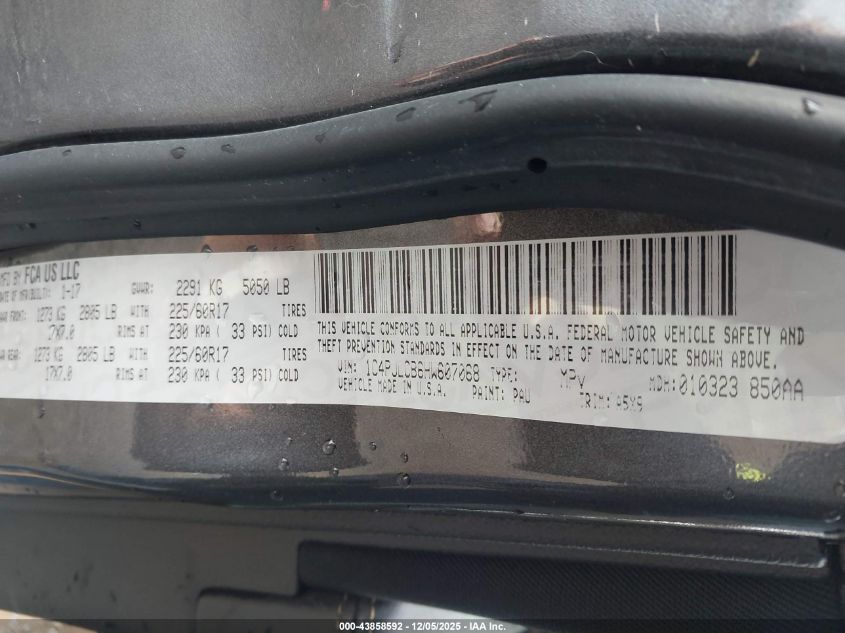 MFD BY FCA US LLC GVWR: 2291 KG 5050 LB
DATE OF MFR(BUILT): 1-17
FRONT: 1273 KG 2805 LB WITH 225/60R17 TIRES
17X7.0 RIMS AT 230 KPA ( 33 PSI) COLD
REAR: 1273 KG 2805 LB WITH 225/60R17 TIRES
17X7.0 RIMS AT 230 KPA ( 33 PSI) COLD
THIS VEHICLE CONFORMS TO ALL APPLICABLE U.S.A. FEDERAL MOTOR VEHICLE SAFETY AND
THEFT PREVENTION STANDARDS IN EFFECT ON THE DATE OF MANUFACTURE SHOWN ABOVE.
VIN: 1C4PJLCB6HW607068 TYPE: MPV MDH: 010323 850AA
VEHICLE MADE IN U.S.A. PAINT: PAU TRIM: A5X9
000-43858592 - 12/05/2025 - IAA Inc.